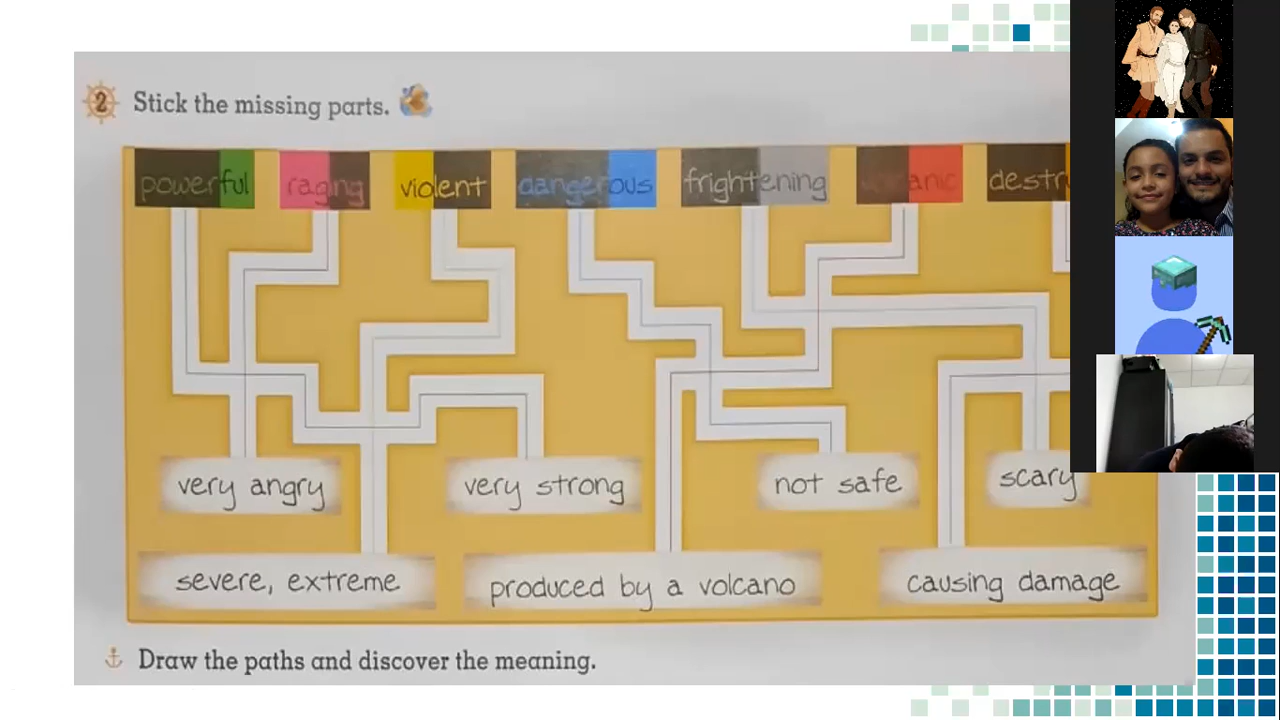 2 Stick the missing parts.
powerful raging violent dangerous frightening destr
very angry very strong not safe scary
severe, extreme produced by a volcano causing damage
Draw the paths and discover the meaning.